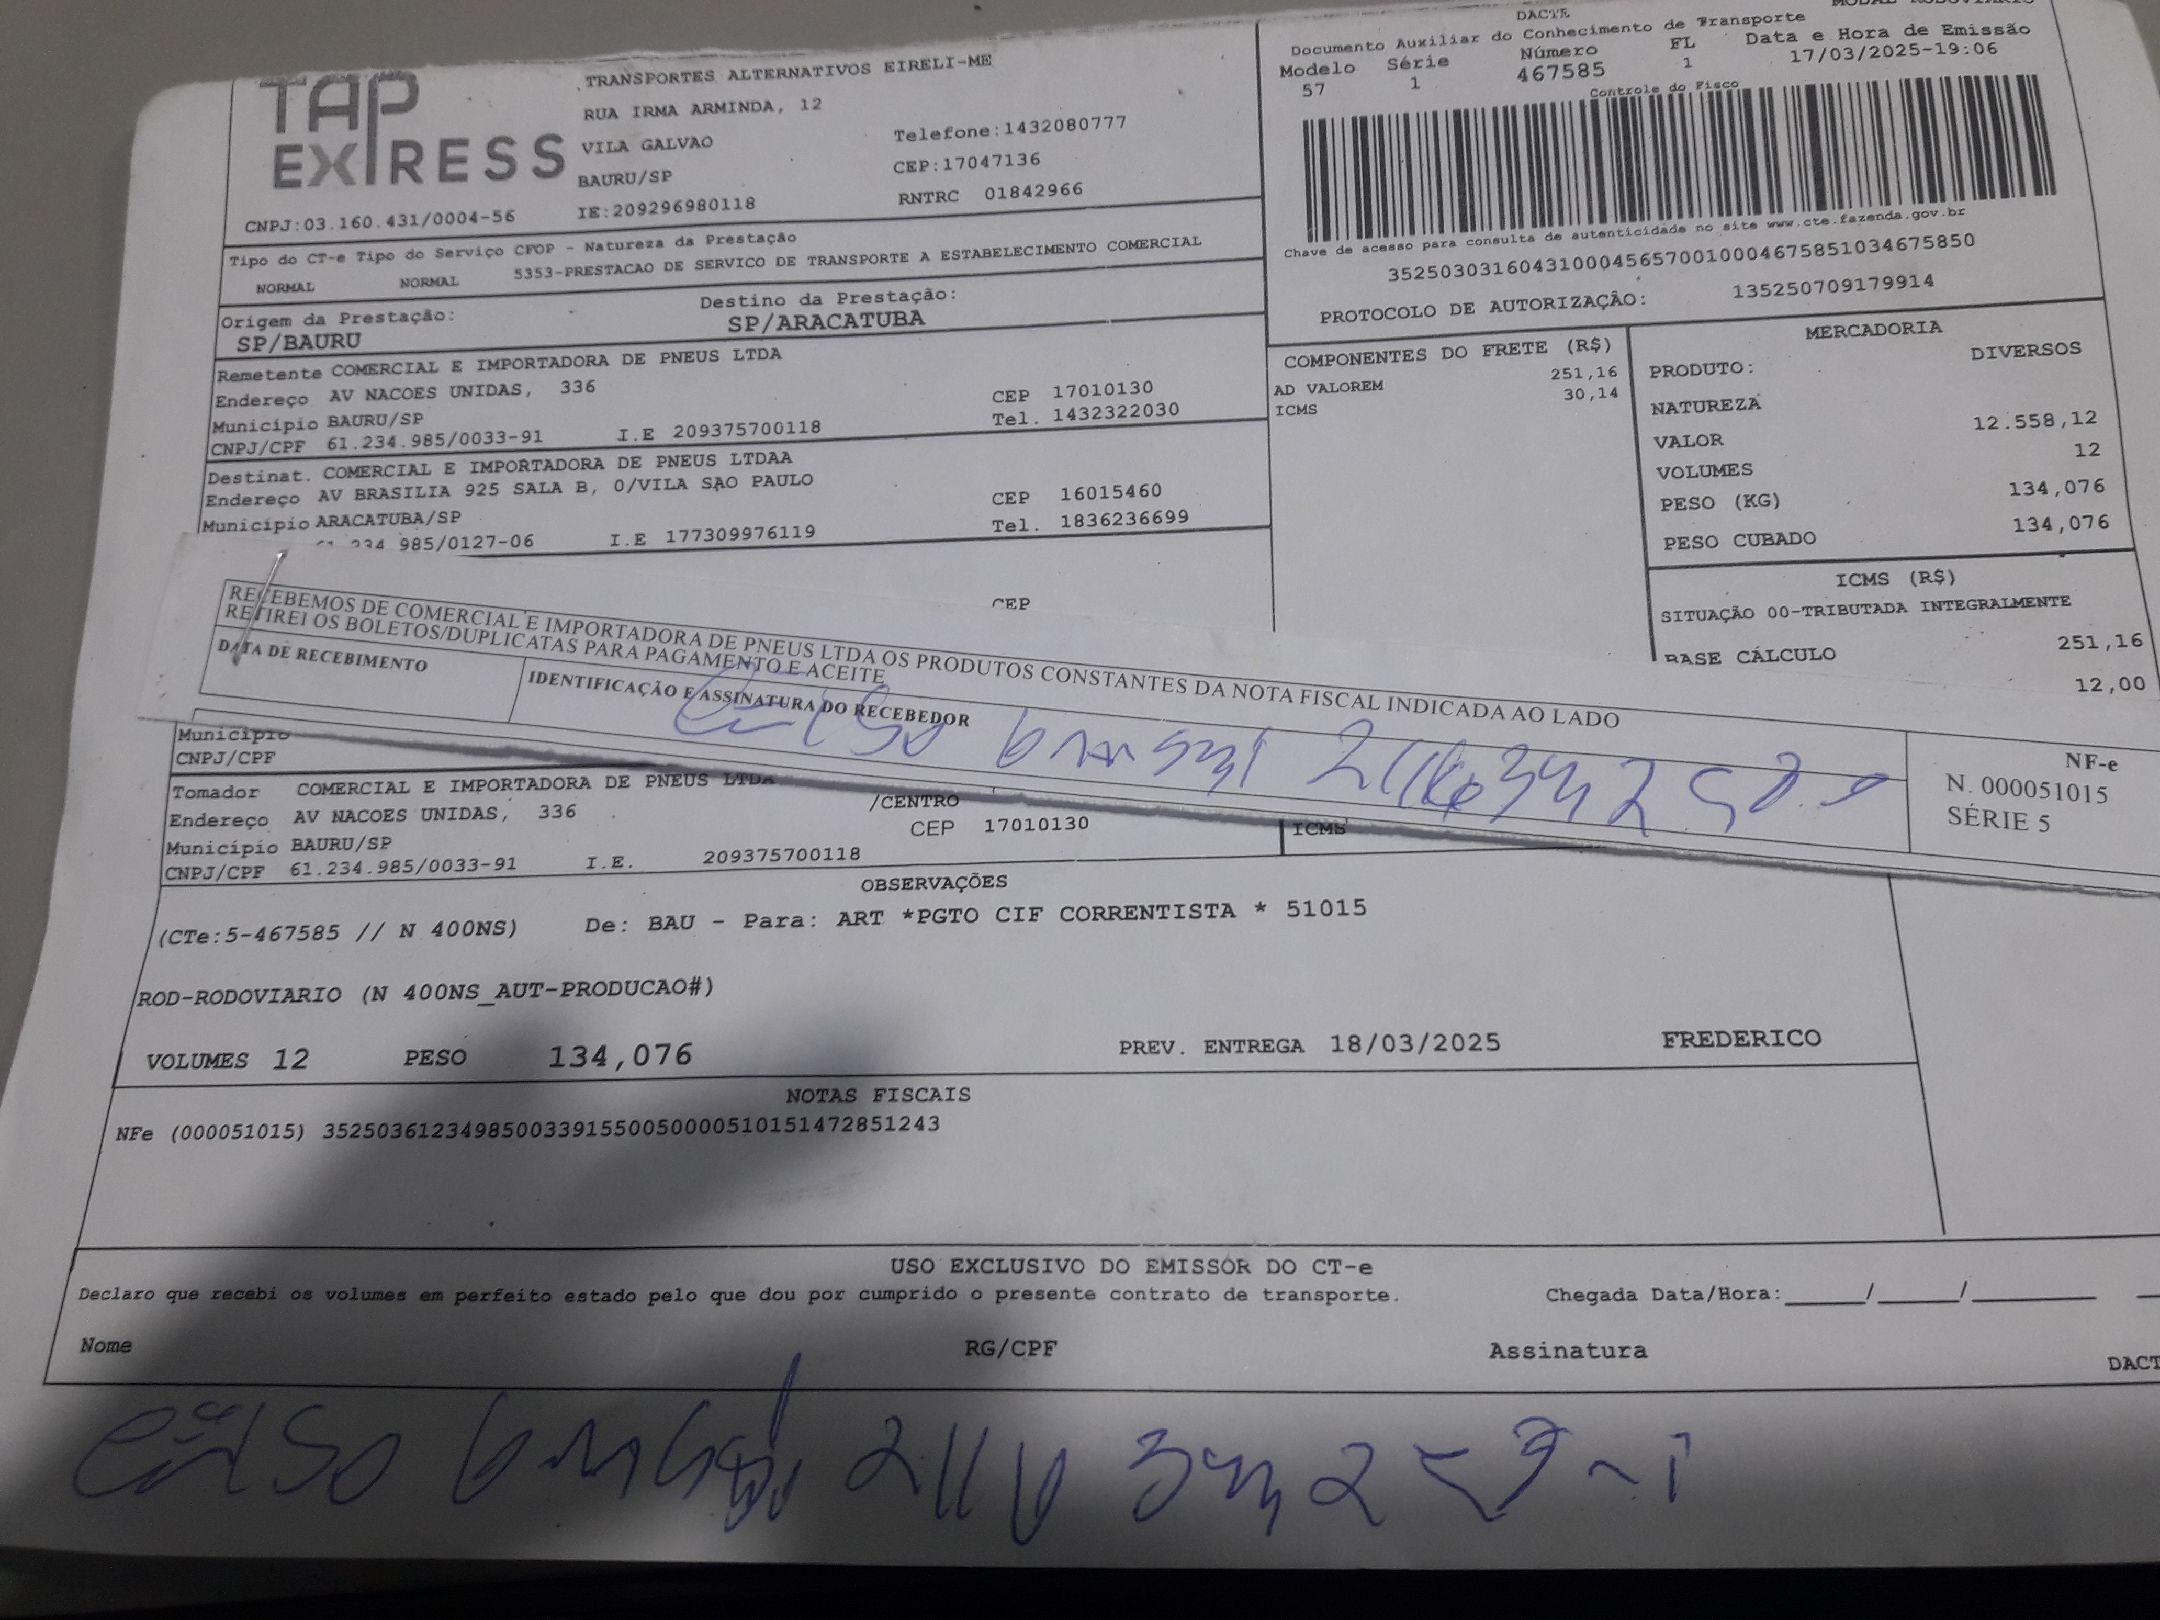 TAP EXPRESS
TRANSPORTES ALTERNATIVOS EIRELI-ME
RUA IRMA ARMINDA, 12
VILA GALVAO
Telefone:1432080777
BAURU/SP
CEP:17047136
CNPJ:03.160.431/0004-56
IE:209296980118
RNTRC 01842966
DACTE
Documento Auxiliar do Conhecimento de Transporte
MODAL RODOVIARIO
Modelo Série Número FL Data e Hora de Emissão
57 1 467585 1 17/03/2025-19:06
Controle do Fisco
Chave de acesso para consulta de autenticidade no site www.cte.fazenda.gov.br
35250303160431000456570010004675851034675850
PROTOCOLO DE AUTORIZAÇÃO: 135250709179914
Tipo do CT-e Tipo do Serviço CFOP - Natureza da Prestação
NORMAL NORMAL 5353-PRESTACAO DE SERVICO DE TRANSPORTE A ESTABELECIMENTO COMERCIAL
Origem da Prestação: Destino da Prestação:
SP/BAURU SP/ARACATUBA
Remetente COMERCIAL E IMPORTADORA DE PNEUS LTDA
Endereço AV NACOES UNIDAS, 336 CEP 17010130
Município BAURU/SP Tel. 1432322030
CNPJ/CPF 61.234.985/0033-91 I.E 209375700118
Destinat. COMERCIAL E IMPORTADORA DE PNEUS LTDAA
Endereço AV BRASILIA 925 SALA B, 0/VILA SAO PAULO CEP 16015460
Município ARACATUBA/SP Tel. 1836236699
61.234.985/0127-06 I.E 177309976119
CEP
COMPONENTES DO FRETE (R$)
AD VALOREM 251,16
ICMS 30,14
MERCADORIA
PRODUTO: DIVERSOS
NATUREZA
VALOR 12.558,12
VOLUMES 12
PESO (KG) 134,076
PESO CUBADO 134,076
ICMS (R$)
SITUAÇÃO 00-TRIBUTADA INTEGRALMENTE
BASE CÁLCULO 251,16
12,00
RECEBEMOS DE COMERCIAL E IMPORTADORA DE PNEUS LTDA OS PRODUTOS CONSTANTES DA NOTA FISCAL INDICADA AO LADO
RETIREI OS BOLETOS/DUPLICATAS PARA PAGAMENTO E ACEITE
DATA DE RECEBIMENTO
IDENTIFICAÇÃO E ASSINATURA DO RECEBEDOR
NF-e
N. 000051015
SÉRIE 5
Município
CNPJ/CPF
Tomador COMERCIAL E IMPORTADORA DE PNEUS LTDA
Endereço AV NACOES UNIDAS, 336 /CENTRO
Município BAURU/SP CEP 17010130
CNPJ/CPF 61.234.985/0033-91 I.E. 209375700118
ICMS
OBSERVAÇÕES
(CTe:5-467585 // N 400NS) De: BAU - Para: ART *PGTO CIF CORRENTISTA * 51015
ROD-RODOVIARIO (N 400NS_AUT-PRODUCAO#)
VOLUMES 12 PESO 134,076 PREV. ENTREGA 18/03/2025 FREDERICO
NOTAS FISCAIS
NFe (000051015) 35250361234985003391550050000510151472851243
USO EXCLUSIVO DO EMISSOR DO CT-e
Declaro que recebi os volumes em perfeito estado pelo que dou por cumprido o presente contrato de transporte. Chegada Data/Hora:_____/_____/________
Nome RG/CPF Assinatura
DACT